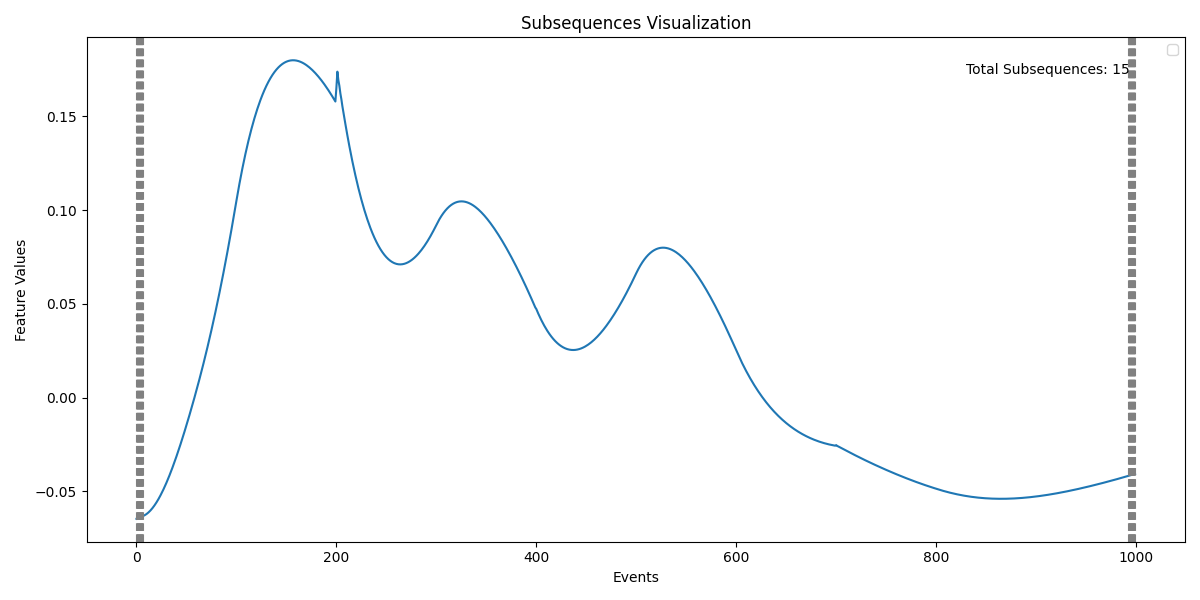 Subsequences Visualization
Total Subsequences: 15
0.15
0.10
0.05
0.00
−0.05
Feature Values
0
200
400
600
800
1000
Events